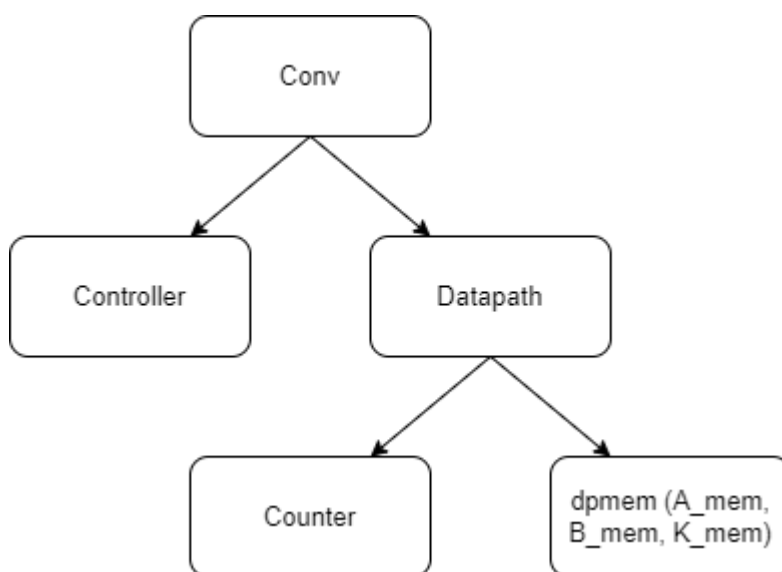 Conv
Controller
Datapath
Counter
dpmem (A_mem,
B_mem, K_mem)